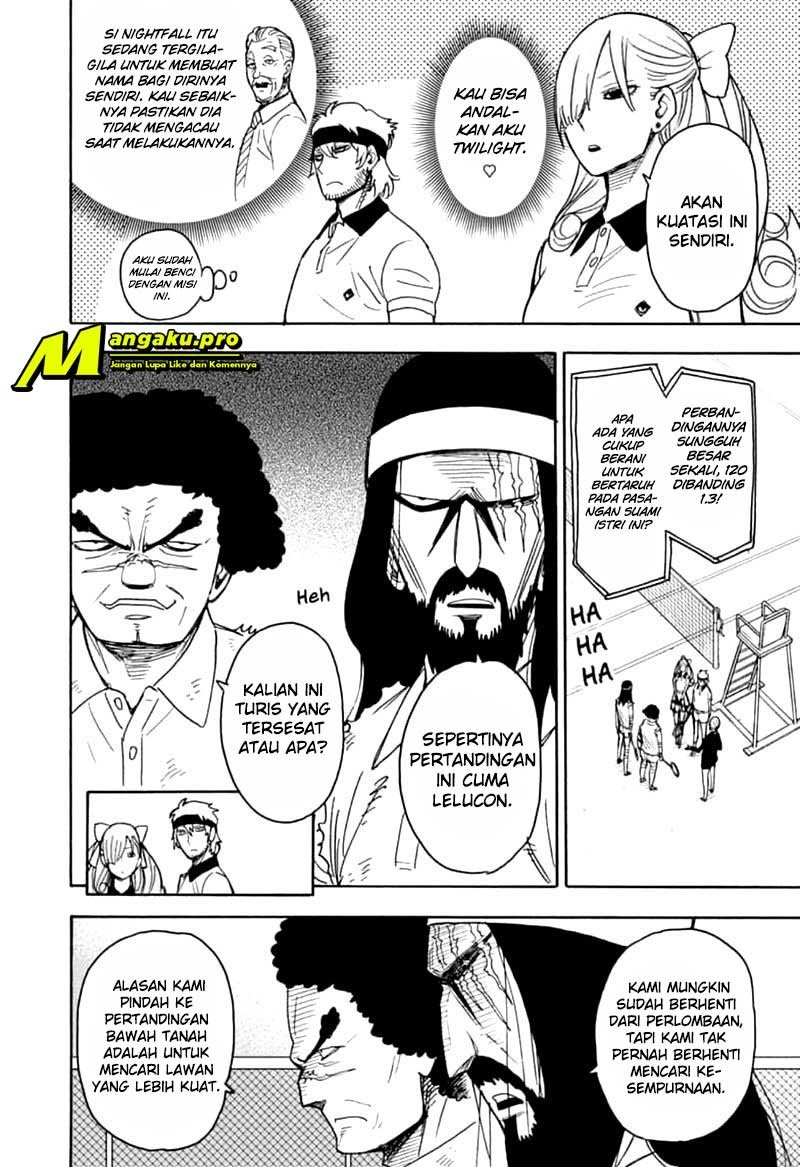 AKAN
KUATASI INI
SENDIRI.
KAU BISA
ANDAL-
KAN AKU
TWILIGHT.
♡
SI NIGHTFALL ITU
SEDANG TERGILA-
GILA UNTUK MEMBUAT
NAMA BAGI DIRINYA
SENDIRI. KAU SEBAIK-
NYA PASTIKAN DIA
TIDAK MENGACAU
SAAT MELAKUKANNYA.
AKU SUDAH
MULAI BENCI
DENGAN MISI
INI.
Mangaku.pro
Jangan Lupa Like dan Komennya
PERBAN-
DINGANNYA
SUNGGUH
BESAR
SEKALI, 120
DIBANDING
1.3!
APA
ADA YANG
CUKUP
BERANI
UNTUK
BERTARUH
PADA PASA-
NGAN SUAMI
ISTRI INI?
HA
HA
HA
SEPERTINYA
PERTANDINGAN
INI CUMA
LELUCON.
Heh
KALIAN INI
TURIS YANG
TERSESAT
ATAU APA?
KAMI MUNGKIN
SUDAH BERHENTI
DARI PERLOMBAAN,
TAPI KAMI TAK
PERNAH BERHENTI
MENCARI KE-
SEMPURNAAN.
ALASAN KAMI
PINDAH KE
PERTANDINGAN
BAWAH TANAH
ADALAH UNTUK
MENCARI LAWAN
YANG LEBIH KUAT.